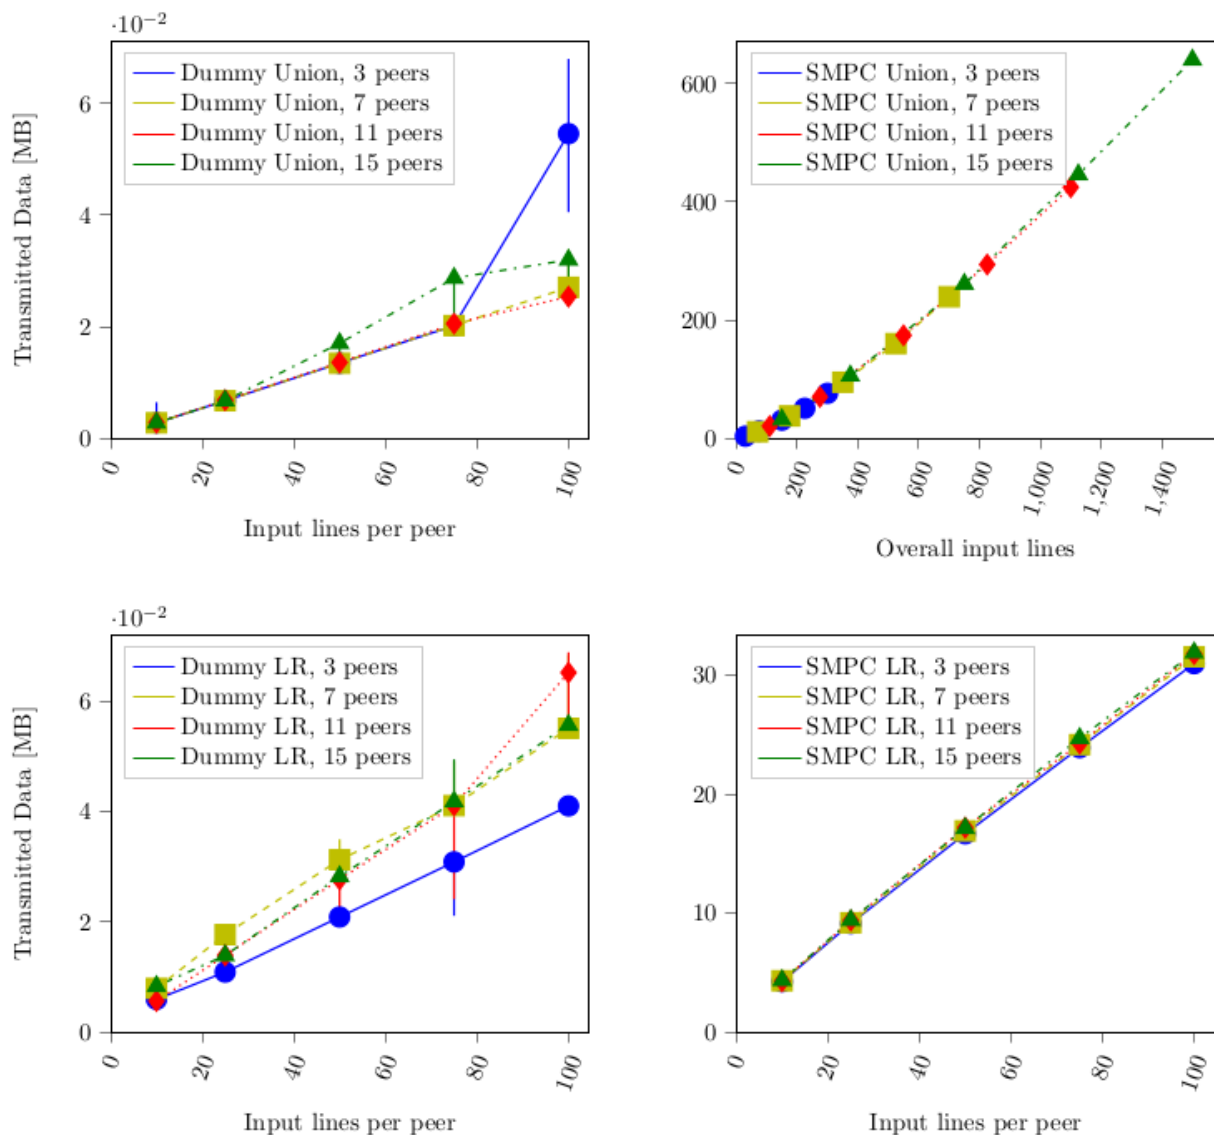 ·10−2
Transmitted Data [MB]
6
4
2
0
Dummy Union, 3 peers
Dummy Union, 7 peers
Dummy Union, 11 peers
Dummy Union, 15 peers
0
20
40
60
80
100
Input lines per peer
600
400
200
0
SMPC Union, 3 peers
SMPC Union, 7 peers
SMPC Union, 11 peers
SMPC Union, 15 peers
0
200
400
600
800
1,000
1,200
1,400
Overall input lines
·10−2
Transmitted Data [MB]
6
4
2
0
Dummy LR, 3 peers
Dummy LR, 7 peers
Dummy LR, 11 peers
Dummy LR, 15 peers
0
20
40
60
80
100
Input lines per peer
30
20
10
0
SMPC LR, 3 peers
SMPC LR, 7 peers
SMPC LR, 11 peers
SMPC LR, 15 peers
0
20
40
60
80
100
Input lines per peer